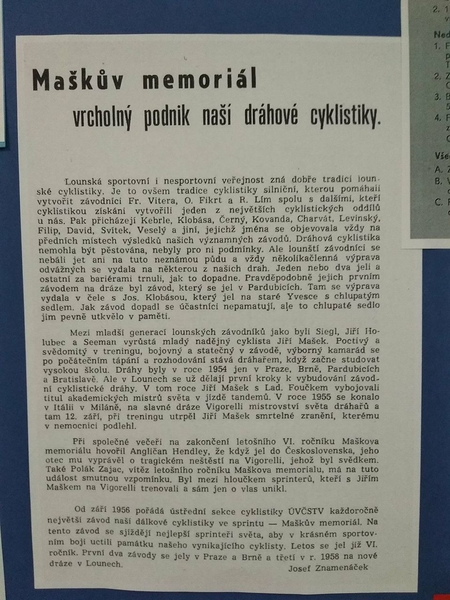 Maškův memoriál
vrcholný podnik naší dráhové cyklistiky.
Lounská sportovní i nesportovní veřejnost zná dobře tradici loun-
ské cyklistiky. Je to ovšem tradice cyklistiky silniční, kterou pomáhali
vytvořit závodníci Fr. Vitera, O. Fikrt a R. Lím spolu s dalšími, kteří
cyklistikou získáni vytvořili jeden z největších cyklistických oddílů
u nás. Pak přicházejí Kebrle, Klobása, Černý, Kovanda, Charvát, Levinský,
Filip, David, Svitek, Veselý a jiní, jejichž jména se objevovala vždy na
předních místech výsledků našich významných závodů. Dráhová cyklistika
nemohla být pěstována, nebyly pro ni podmínky. Ale lounští závodníci se
nebáli jet ani na tuto neznámou půdu a vždy několikačlenná výprava
odvážných se vydala na některou z našich drah. Jeden nebo dva jeli a
ostatní za bariérami trnuli, jak to dopadne. Pravděpodobně jejich prvním
závodem na dráze byl závod, který se jel v Pardubicích. Tam se výprava
vydala v čele s Jos. Klobásou, který jel na staré Yvesce s chlupatým
sedlem. Jak závod dopadl se účastníci nepamatují, ale to chlupaté sedlo
jim pevně utkvělo v paměti.
Mezi mladší generací lounských závodníků jako byli Siegl, Jiří Ho-
lubec a Seeman vyrůstá mladý nadějný cyklista Jiří Mašek. Poctivý a
svědomitý v treningu, bojovný a statečný v závodě, výborný kamarád se
po počátečním tápání a rozhodování stává dráhařem, když začne studovat
vysokou školu. Dráhy byly v roce 1954 jen v Praze, Brně, Pardubicích
a Bratislavě. Ale v Lounech se už dělají první kroky k vybudování závod-
ní cyklistické dráhy. V tom roce Jiří Mašek s Lad. Foučkem vybojovali
titul akademických mistrů světa v jízdě tandemů. V roce 1955 se konalo
v Itálii v Miláně, na slavné dráze Vigorelli mistrovství světa dráhařů a
tam 12. září, při treningu utrpěl Jiří Mašek smrtelné zranění, kterému
v nemocnici podlehl.
Při společné večeři na zakončení letošního VI. ročníku Maškova
memoriálu hovořil Angličan Hendley, že když jel do Československa, jeho
otec mu vyprávěl o tragickém neštěstí na Vigorelli, jehož byl svědkem.
Také Polák Zajac, vítěz letošního ročníku Maškova memorialu, má na tuto
událost smutnou vzpomínku. Byl mezi hloučkem sprinterů, kteří s Jiřím
Maškem na Vigorelli trenovali a sám jen o vlas unikl.
Od září 1956 pořádá ústřední sekce cyklistiky ÚVČSTV každoročně
největší závod naší dálkové cyklistiky ve sprintu — Maškův memoriál. Na
tento závod se sjíždějí nejlepší sprinteři světa, aby v krásném sportov-
ním boji uctili památku našeho vynikajícího cyklisty. Letos se jel již VI.
ročník. První dva závody se jely v Praze a Brně a třetí v r. 1958 na nové
dráze v Lounech.
Josef Znamenáček